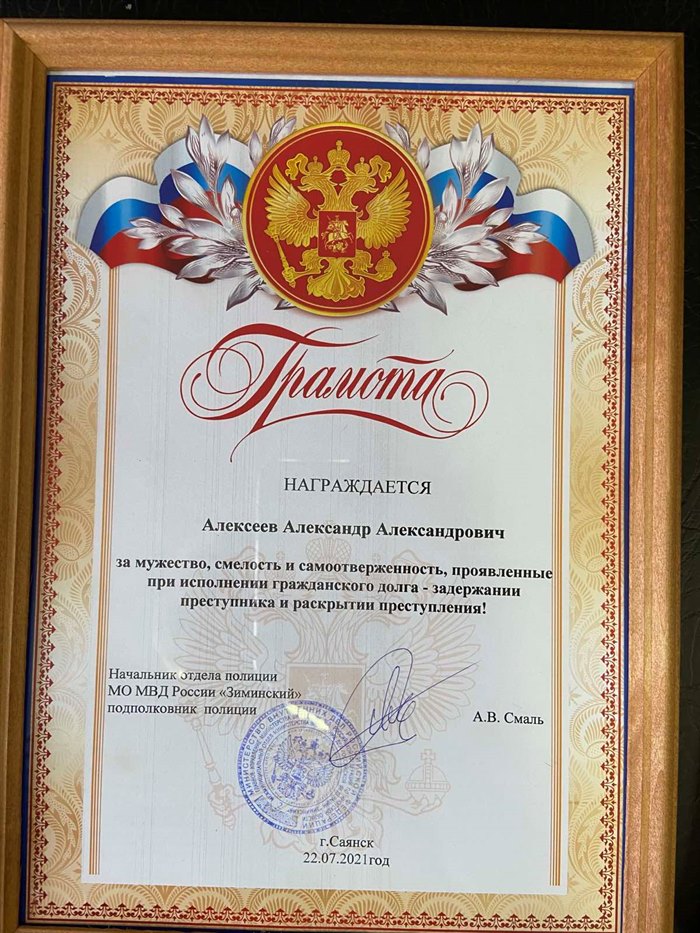 Грамота
НАГРАЖДАЕТСЯ
Алексеев Александр Александрович
за мужество, смелость и самоотверженность, проявленные
при исполнении гражданского долга - задержании
преступника и раскрытии преступления!
Начальник отдела полиции
МО МВД России «Зиминский»
подполковник полиции
А.В. Смаль
г.Саянск
22.07.2021год